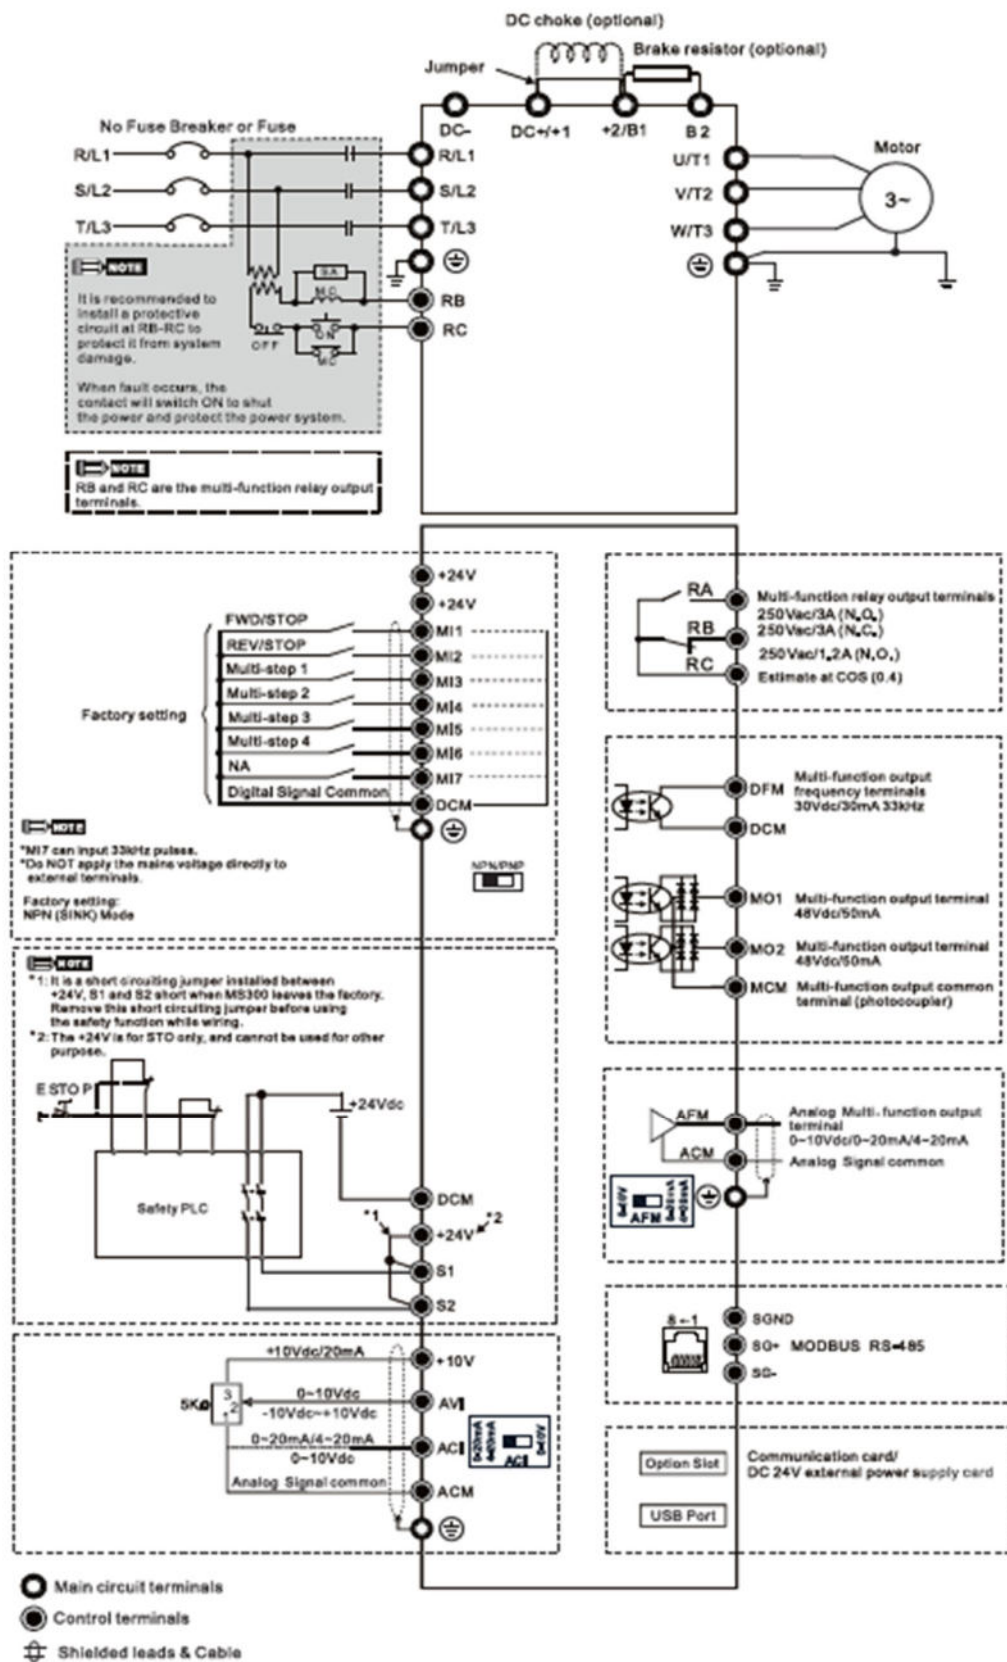 DC choke (optional)
Brake resistor (optional)
Jumper
DC-
DC+/+1
+2/B1
B2
No Fuse Breaker or Fuse
R/L1
R/L1
S/L2
S/L2
T/L3
T/L3
U/T1
V/T2
W/T3
Motor
3~
NOTE
It is recommended to
install a protective
circuit at RB-RC to
protect it from system
damage.
When fault occurs, the
contact will switch ON to shut
the power and protect the power system.
SA
MC
OFF
ON
MC
RB
RC
NOTE
RB and RC are the multi-function relay output
terminals.
+24V
+24V
FWD/STOP
MI1
REV/STOP
MI2
Multi-step 1
MI3
Multi-step 2
MI4
Factory setting
Multi-step 3
MI5
Multi-step 4
MI6
NA
MI7
Digital Signal Common
DCM
NOTE
*MI7 can input 33kHz pulses.
*Do NOT apply the mains voltage directly to
external terminals.
Factory setting:
NPN (SINK) Mode
NPN/PNP
NOTE
*1: It is a short circuiting jumper installed between
+24V, S1 and S2 short when MS300 leaves the factory.
Remove this short circuiting jumper before using
the safety function while wiring.
*2: The +24V is for STO only, and cannot be used for other
purpose.
ESTOP
+24Vdc
Safety PLC
DCM
*1
*2
+24V
S1
S2
+10Vdc/20mA
+10V
5KΩ
3
2
1
0~10Vdc
-10Vdc~+10Vdc
AVI
0~20mA/4~20mA
0~10Vdc
ACI
0~10V
ACI
Analog Signal common
ACM
RA
RB
RC
Multi-function relay output terminals
250Vac/3A (N.O.)
250Vac/3A (N.C.)
250Vac/1.2A (N.O.)
Estimate at COS (0.4)
DFM
Multi-function output
frequency terminals
30Vdc/30mA 33kHz
DCM
MO1
Multi-function output terminal
48Vdc/50mA
MO2
Multi-function output terminal
48Vdc/50mA
MCM
Multi-function output common
terminal (photocoupler)
AFM
Analog Multi-function output
terminal
0~10Vdc/0~20mA/4~20mA
ACM
Analog Signal common
AFM
8←1
SGND
SG+
MODBUS RS-485
SG-
Option Slot
Communication card/
DC 24V external power supply card
USB Port
Main circuit terminals
Control terminals
Shielded leads & Cable